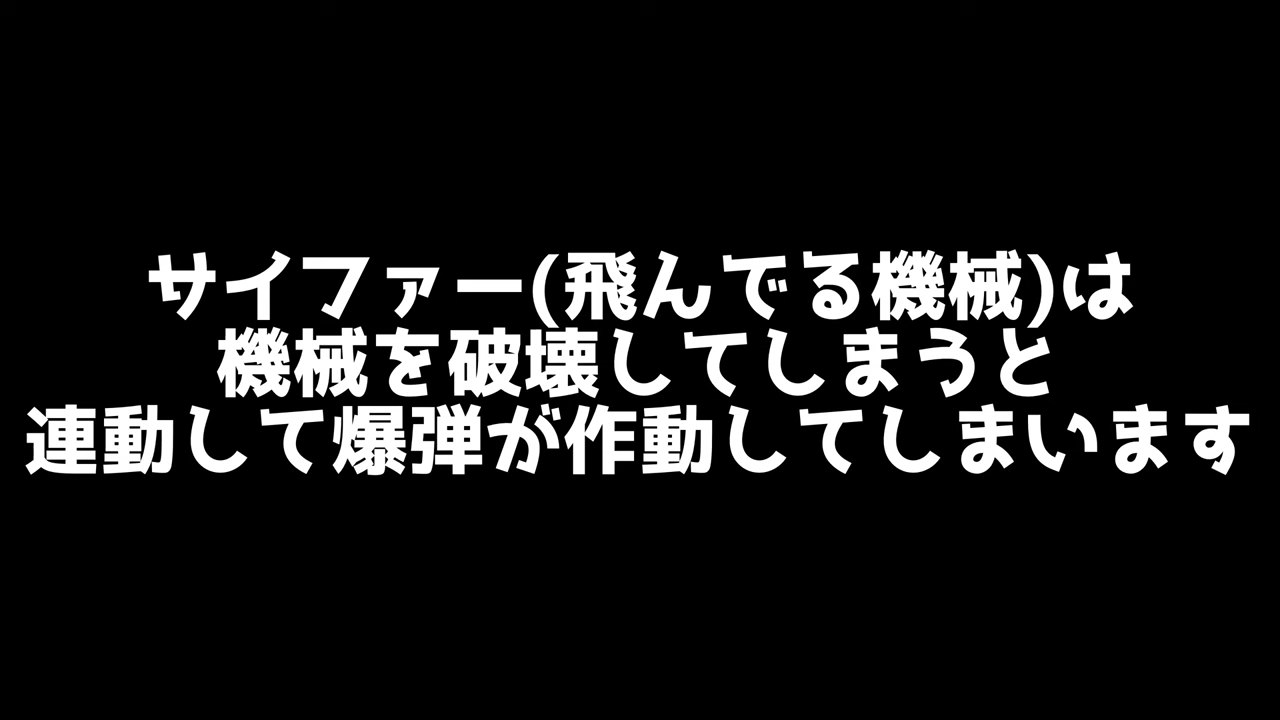 サイファー(飛んでる機械)は
機械を破壊してしまうと
連動して爆弾が作動してしまいます